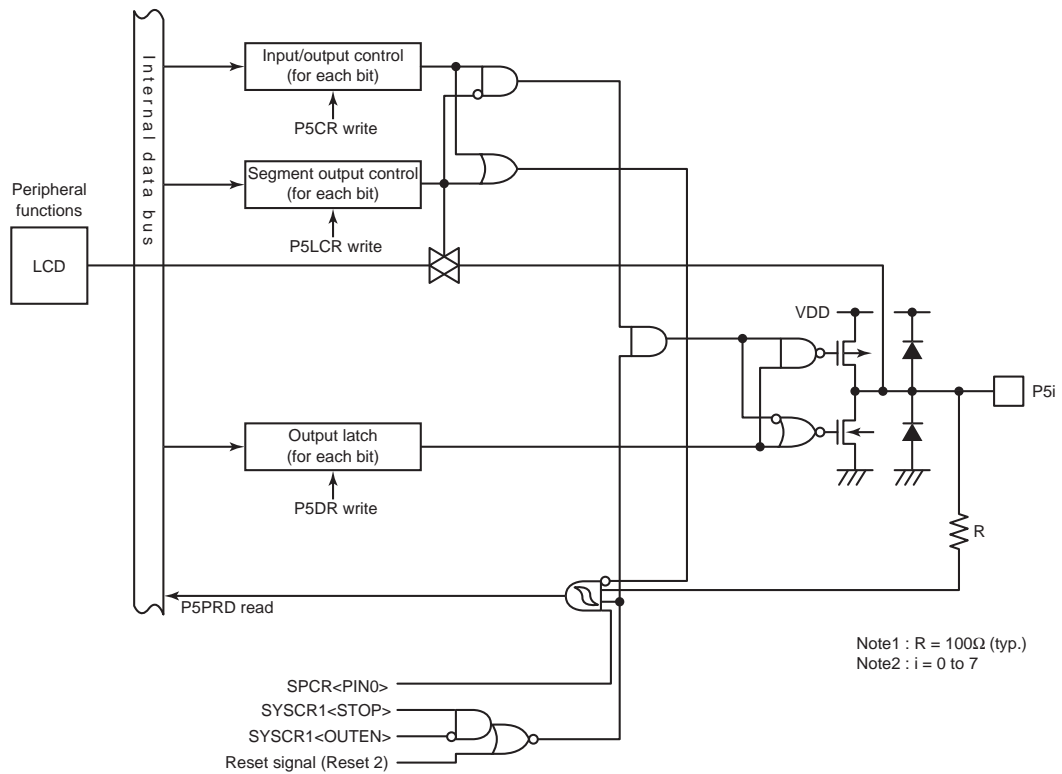 Internal data bus
Input/output control
(for each bit)
P5CR write
Segment output control
(for each bit)
P5LCR write
Peripheral
functions
LCD
VDD
P5i
Output latch
(for each bit)
P5DR write
R
P5PRD read
Note1 : R = 100Ω (typ.)
Note2 : i = 0 to 7
SPCR<PIN0>
SYSCR1<STOP>
SYSCR1<OUTEN>
Reset signal (Reset 2)